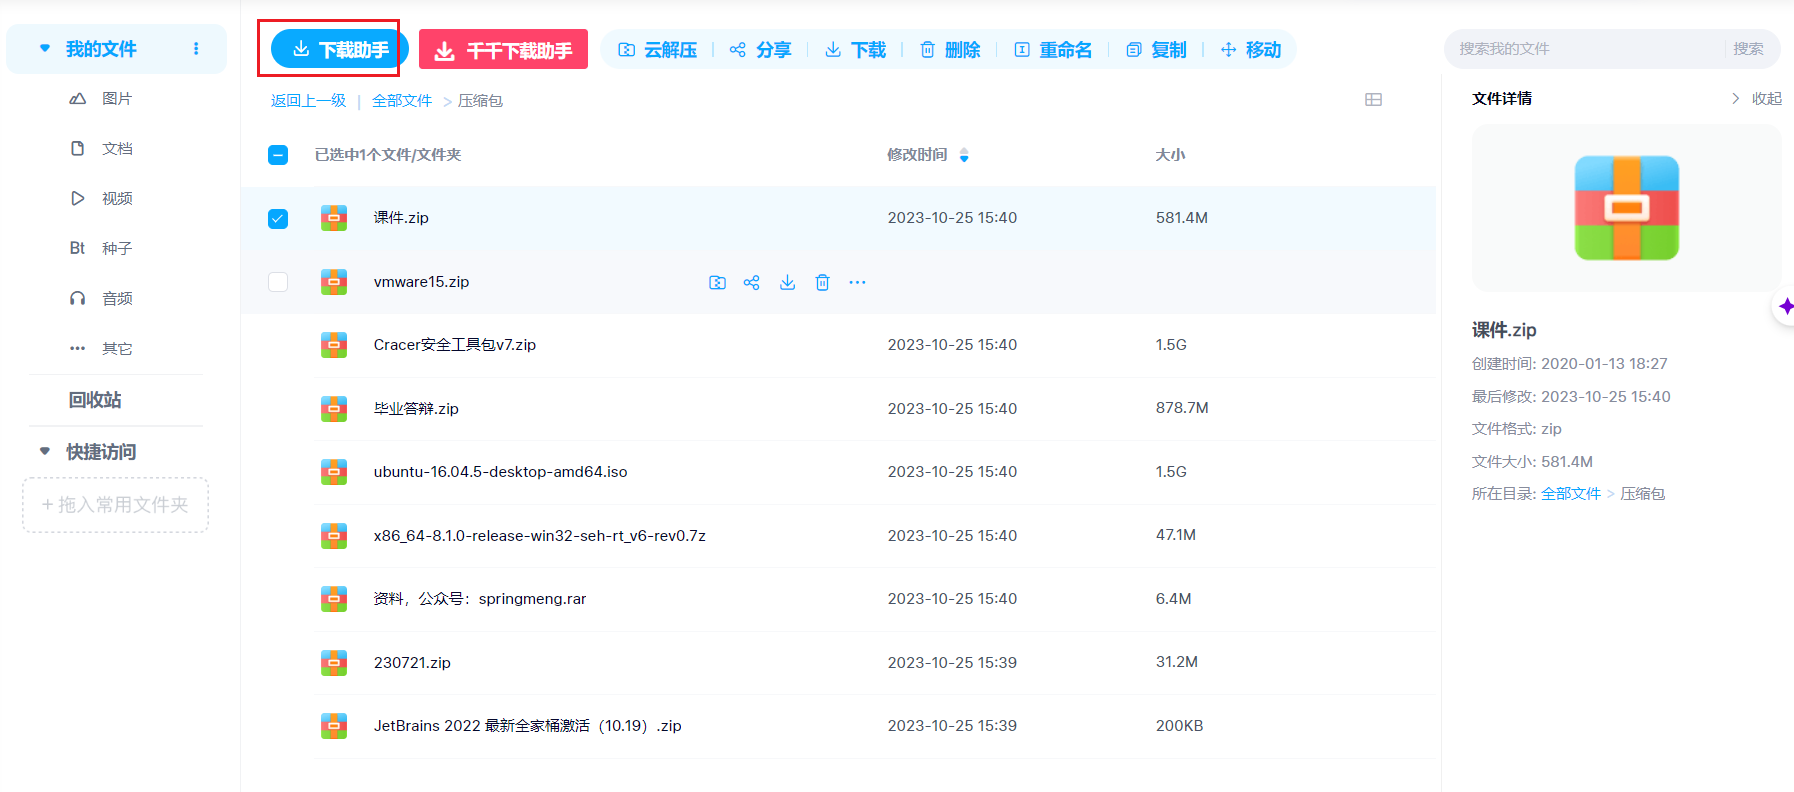 我的文件
图片
文档
视频
Bt 种子
音频
其它
回收站
快捷访问
+ 拖入常用文件夹
下载助手 千千下载助手 云解压 | 分享 | 下载 | 删除 | 重命名 | 复制 | 移动
返回上一级 | 全部文件 > 压缩包
已选中1个文件/文件夹 修改时间 大小
课件.zip 2023-10-25 15:40 581.4M
vmware15.zip
Cracer安全工具包v7.zip 2023-10-25 15:40 1.5G
毕业答辩.zip 2023-10-25 15:40 878.7M
ubuntu-16.04.5-desktop-amd64.iso 2023-10-25 15:40 1.5G
x86_64-8.1.0-release-win32-seh-rt_v6-rev0.7z 2023-10-25 15:40 47.1M
资料，公众号：springmeng.rar 2023-10-25 15:40 6.4M
230721.zip 2023-10-25 15:39 31.2M
JetBrains 2022 最新全家桶激活（10.19）.zip 2023-10-25 15:39 200KB
搜索我的文件 搜索
文件详情 > 收起
课件.zip
创建时间: 2020-01-13 18:27
最后修改: 2023-10-25 15:40
文件格式: zip
文件大小: 581.4M
所在目录: 全部文件 > 压缩包